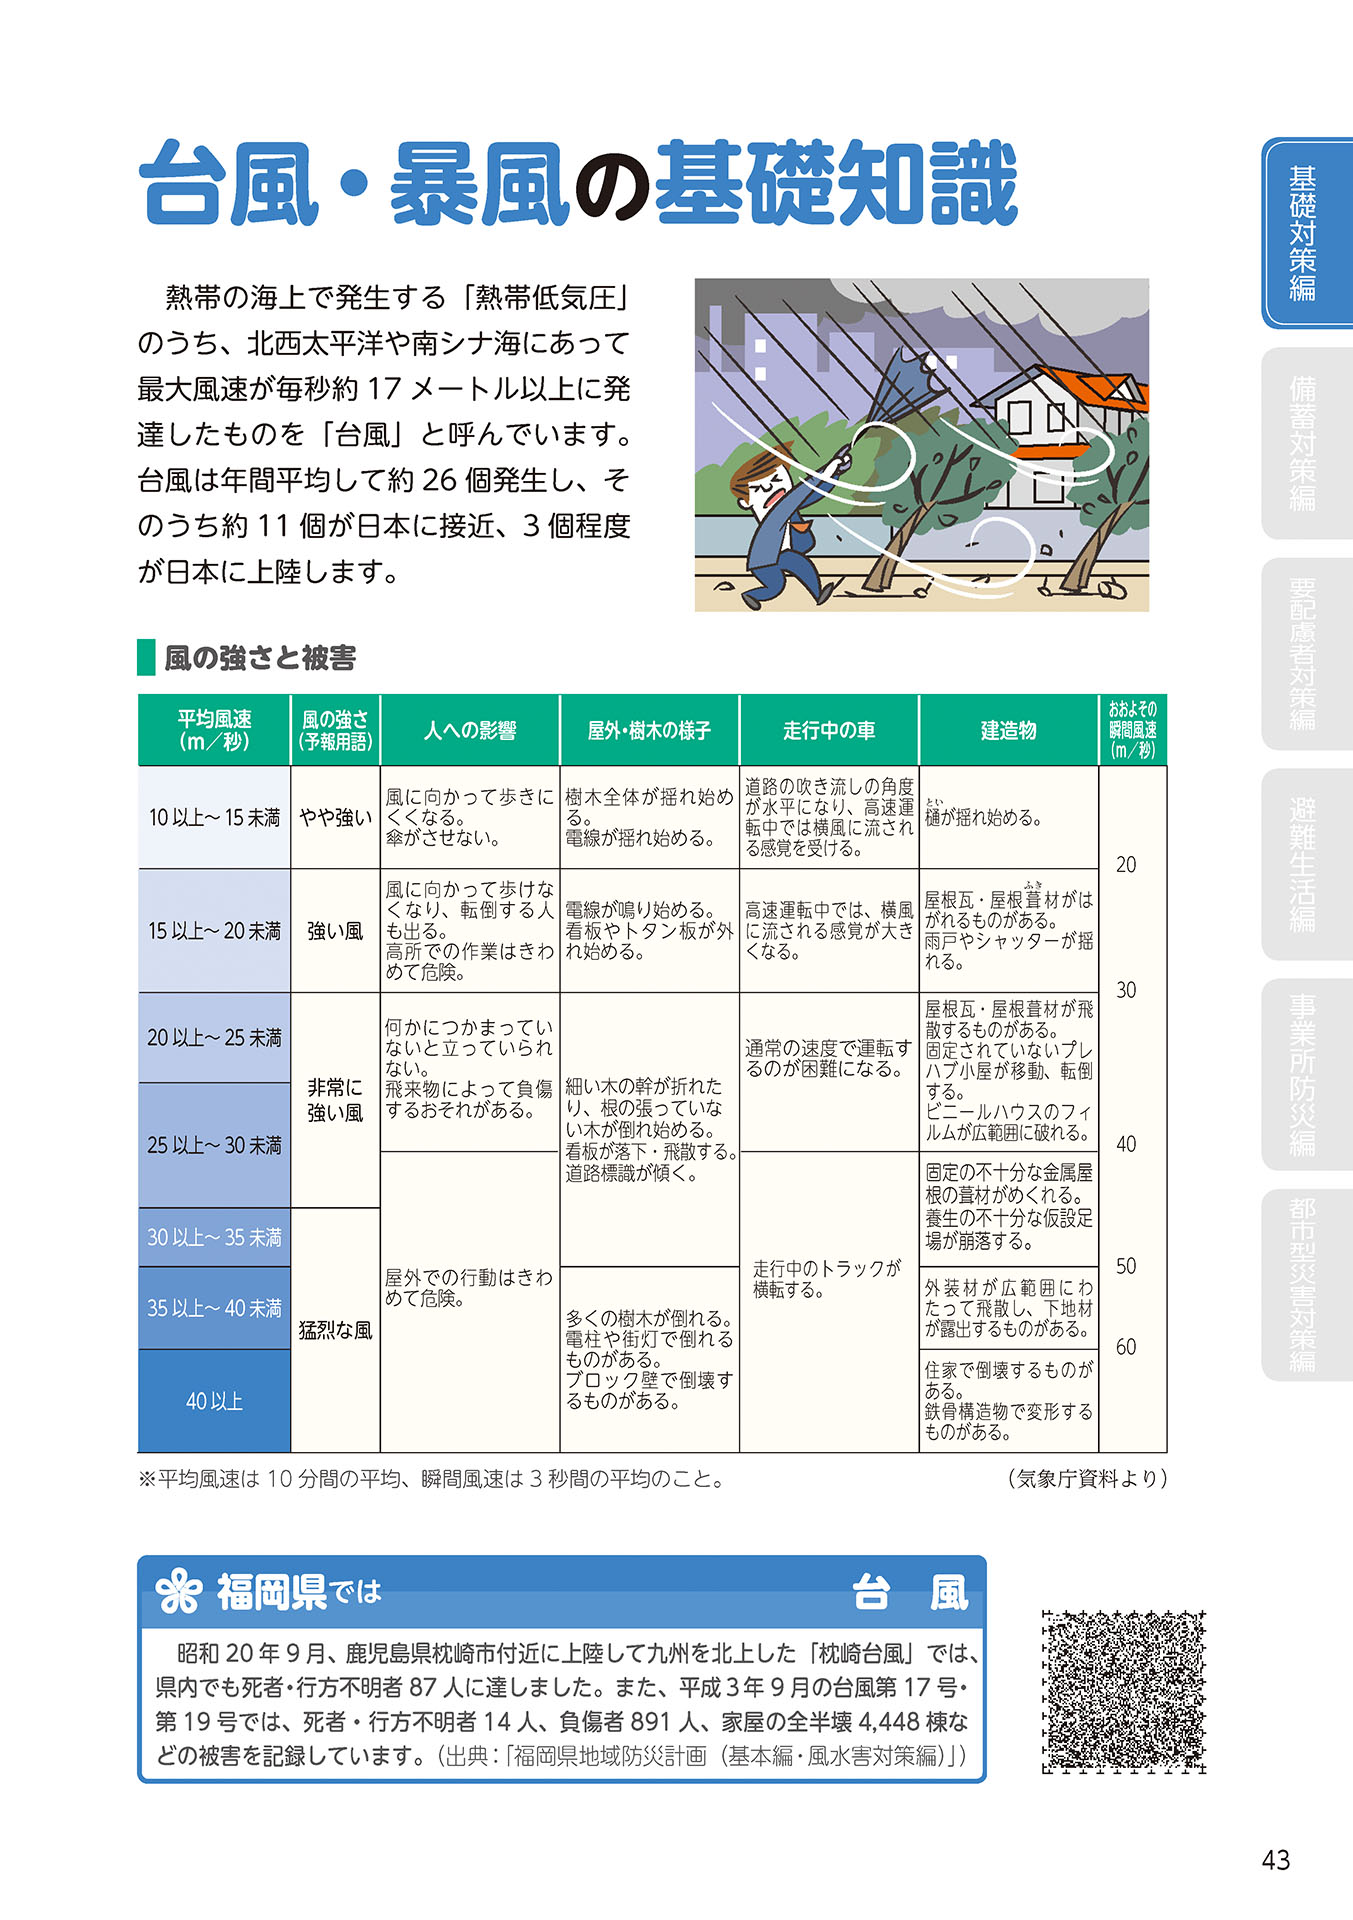 台風・暴風の基礎知識
熱帯の海上で発生する「熱帯低気圧」
のうち、北西太平洋や南シナ海にあって
最大風速が毎秒約 17 メートル以上に発
達したものを「台風」と呼んでいます。
台風は年間平均して約 26 個発生し、そ
のうち約 11 個が日本に接近、3 個程度
が日本に上陸します。
風の強さと被害
平均風速
（m／秒）
風の強さ
(予報用語)
人への影響
屋外・樹木の様子
走行中の車
建造物
おおよその
瞬間風速
（m／秒）
10 以上～ 15 未満
やや強い
風に向かって歩きに
くくなる。
傘がさせない。
樹木全体が揺れ始め
る。
電線が揺れ始める。
道路の吹き流しの角度
が水平になり、高速運
転中では横風に流され
る感覚を受ける。
とい
樋が揺れ始める。
20
15 以上～ 20 未満
強い風
風に向かって歩けな
くなり、転倒する人
も出る。
高所での作業はきわ
めて危険。
電線が鳴り始める。
看板やトタン板が外
れ始める。
高速運転中では、横風
に流される感覚が大き
くなる。
ふき
屋根瓦・屋根葺材がは
がれるものがある。
雨戸やシャッターが揺
れる。
30
20 以上～ 25 未満
25 以上～ 30 未満
非常に
強い風
何かにつかまってい
ないと立っていられ
ない。
飛来物によって負傷
するおそれがある。
細い木の幹が折れた
り、根の張っていな
い木が倒れ始める。
看板が落下・飛散する。
道路標識が傾く。
通常の速度で運転す
るのが困難になる。
屋根瓦・屋根葺材が飛
散するものがある。
固定されていないプレ
ハブ小屋が移動、転倒
する。
ビニールハウスのフィ
ルムが広範囲に破れる。
40
固定の不十分な金属屋
根の葺材がめくれる。
養生の不十分な仮設足
場が崩落する。
30 以上～ 35 未満
35 以上～ 40 未満
40 以上
猛烈な風
屋外での行動はきわ
めて危険。
多くの樹木が倒れる。
電柱や街灯で倒れる
ものがある。
ブロック壁で倒壊す
るものがある。
走行中のトラックが
横転する。
50
外装材が広範囲にわ
たって飛散し、下地材
が露出するものがある。
60
住家で倒壊するものが
ある。
鉄骨構造物で変形する
ものがある。
※平均風速は 10 分間の平均、瞬間風速は 3 秒間の平均のこと。
（気象庁資料より）
福岡県では
台 風
昭和 20 年 9 月、鹿児島県枕崎市付近に上陸して九州を北上した「枕崎台風」では、
県内でも死者・行方不明者 87 人に達しました。また、平成 3 年 9 月の台風第 17 号・
第 19 号では、死者・行方不明者 14 人、負傷者 891 人、家屋の全半壊 4,448 棟な
どの被害を記録しています。（出典：「福岡県地域防災計画（基本編・風水害対策編）」）
基礎対策編
備蓄対策編
要配慮者対策編
避難生活編
事業所防災編
都市型災害対策編
43